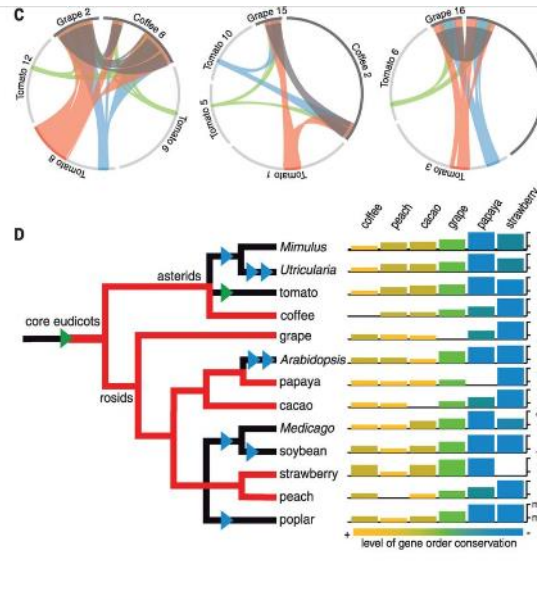 C
Grape 2
Coffee 8
Tomato 12
Tomato 6
Tomato 8
Grape 15
Tomato 10
Coffee 2
Tomato 5
Tomato 1
Grape 16
Tomato 6
Tomato 3
D
coffee
peach
cacao
grape
papaya
strawberry
Mimulus
asterids
Utricularia
tomato
coffee
core eudicots
grape
Arabidopsis
rosids
papaya
cacao
Medicago
soybean
strawberry
peach
poplar
+ -
level of gene order conservation